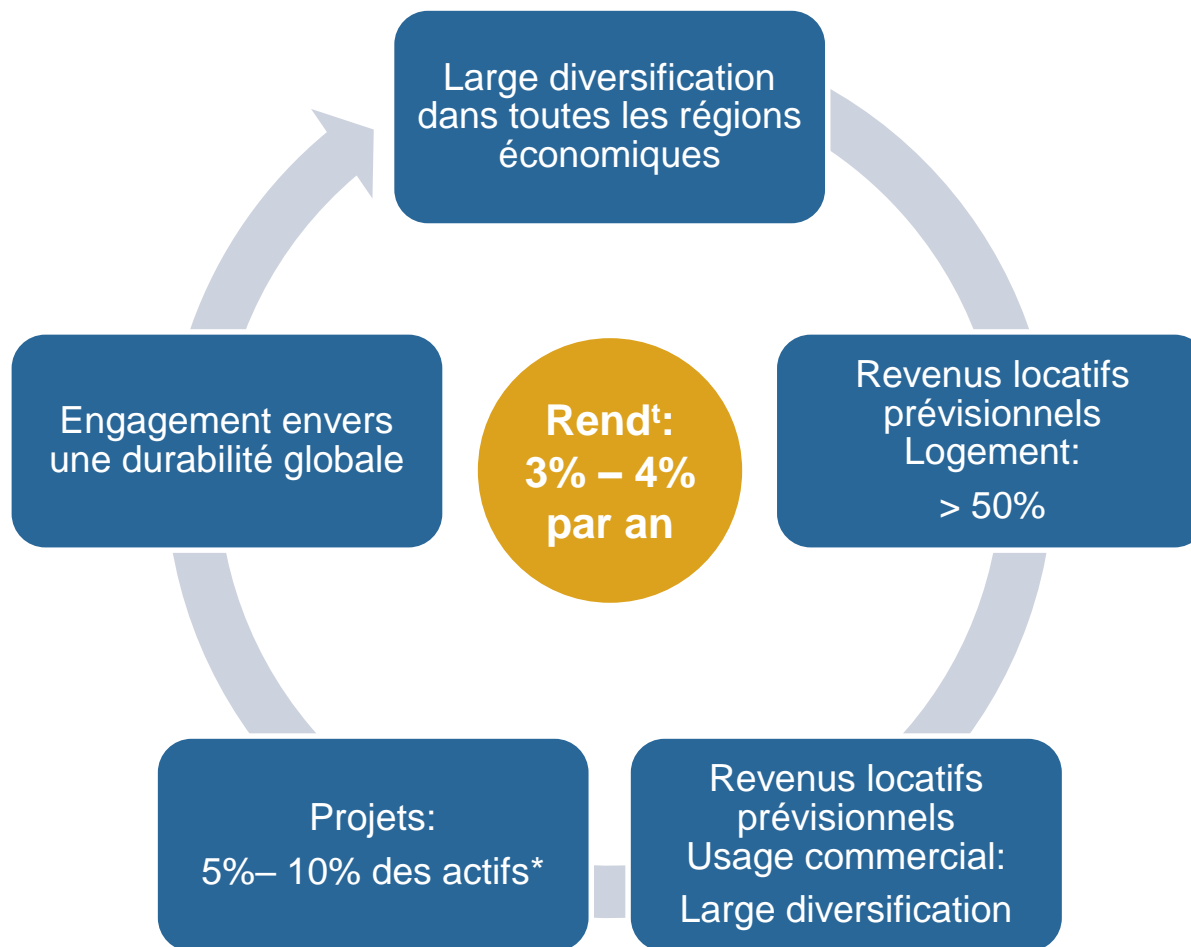 Large diversification
dans toutes les régions
économiques
Revenus locatifs
prévisionnels
Logement:
> 50%
Revenus locatifs
prévisionnels
Usage commercial:
Large diversification
Projets:
5%– 10% des actifs*
Engagement envers
une durabilité globale
Rendᵗ:
3% – 4%
par an